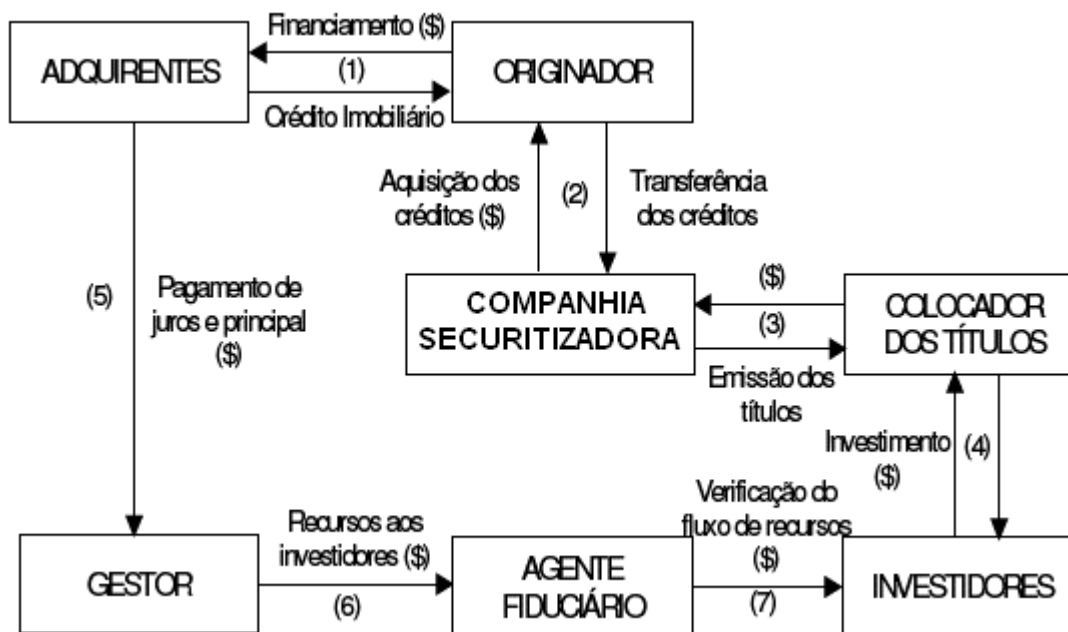 Financiamento ($)
ADQUIRENTES
(1)
ORIGINADOR
Crédito Imobiliário
Aquisição dos
créditos ($)
(2)
Transferência
dos créditos
(5)
Pagamento de
juros e principal
($)
COMPANHIA
SECURITIZADORA
($)
(3)
Emissão dos
títulos
COLOCADOR
DOS TÍTULOS
Investimento
($)
(4)
Verificação do
fluxo de recursos
($)
(7)
Recursos aos
investidores ($)
(6)
GESTOR
AGENTE
FIDUCIÁRIO
INVESTIDORES